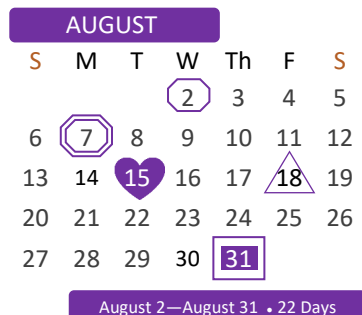 AUGUST
S M T W Th F S
2 3 4 5
6 7 8 9 10 11 12
13 14 15 16 17 18 19
20 21 22 23 24 25 26
27 28 29 30 31
August 2—August 31 • 22 Days